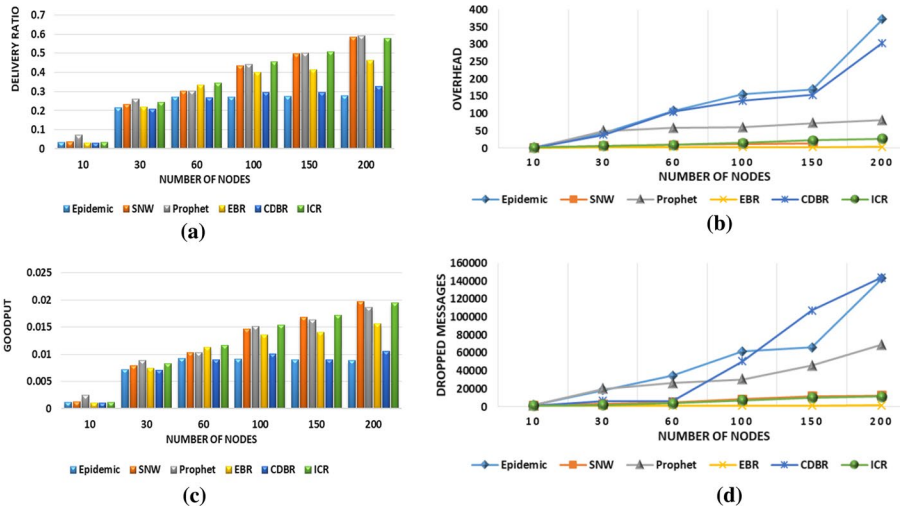 DELIVERY RATIO
0.7
0.6
0.5
0.4
0.3
0.2
0.1
0
10 30 60 100 150 200
NUMBER OF NODES
Epidemic SNW Prophet EBR CDBR ICR
(a)
OVERHEAD
400
350
300
250
200
150
100
50
0
10 30 60 100 150 200
NUMBER OF NODES
Epidemic SNW Prophet EBR CDBR ICR
(b)
GOODPUT
0.025
0.02
0.015
0.01
0.005
0
10 30 60 100 150 200
NUMBER OF NODES
Epidemic SNW Prophet EBR CDBR ICR
(c)
DROPPED MESSAGES
160000
140000
120000
100000
80000
60000
40000
20000
0
10 30 60 100 150 200
NUMBER OF NODES
Epidemic SNW Prophet EBR CDBR ICR
(d)